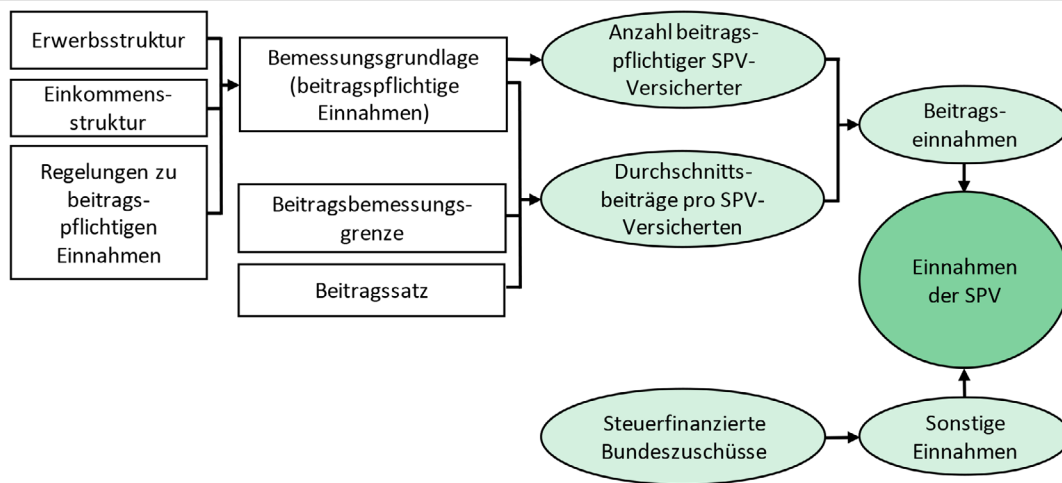 Erwerbsstruktur
Einkommens-
struktur
Regelungen zu
beitrags-
pflichtigen
Einnahmen
Bemessungsgrundlage
(beitragspflichtige
Einnahmen)
Beitragsbemessungs-
grenze
Beitragssatz
Anzahl beitrags-
pflichtiger SPV-
Versicherter
Durchschnitts-
beiträge pro SPV-
Versicherten
Beitrags-
einnahmen
Einnahmen
der SPV
Steuerfinanzierte
Bundeszuschüsse
Sonstige
Einnahmen